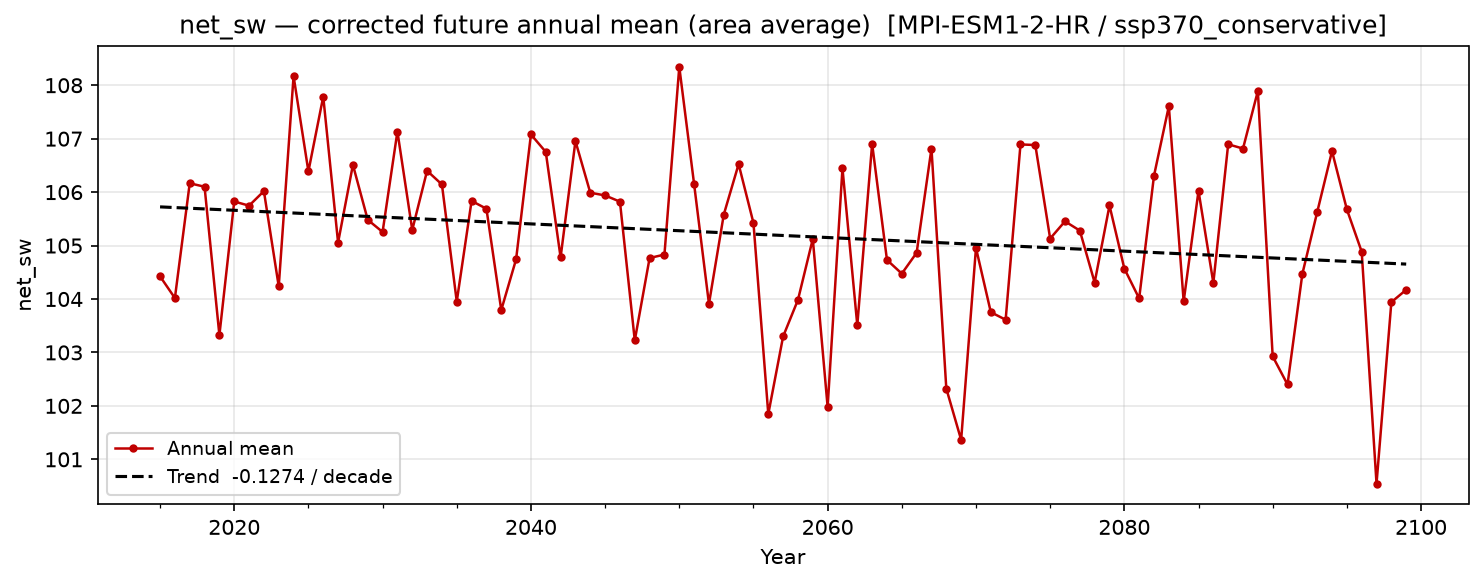 net_sw — corrected future annual mean (area average)  [MPI-ESM1-2-HR / ssp370_conservative]
108
107
106
105
104
103
102
101
net_sw
Annual mean
Trend  -0.1274 / decade
2020
2040
2060
2080
2100
Year